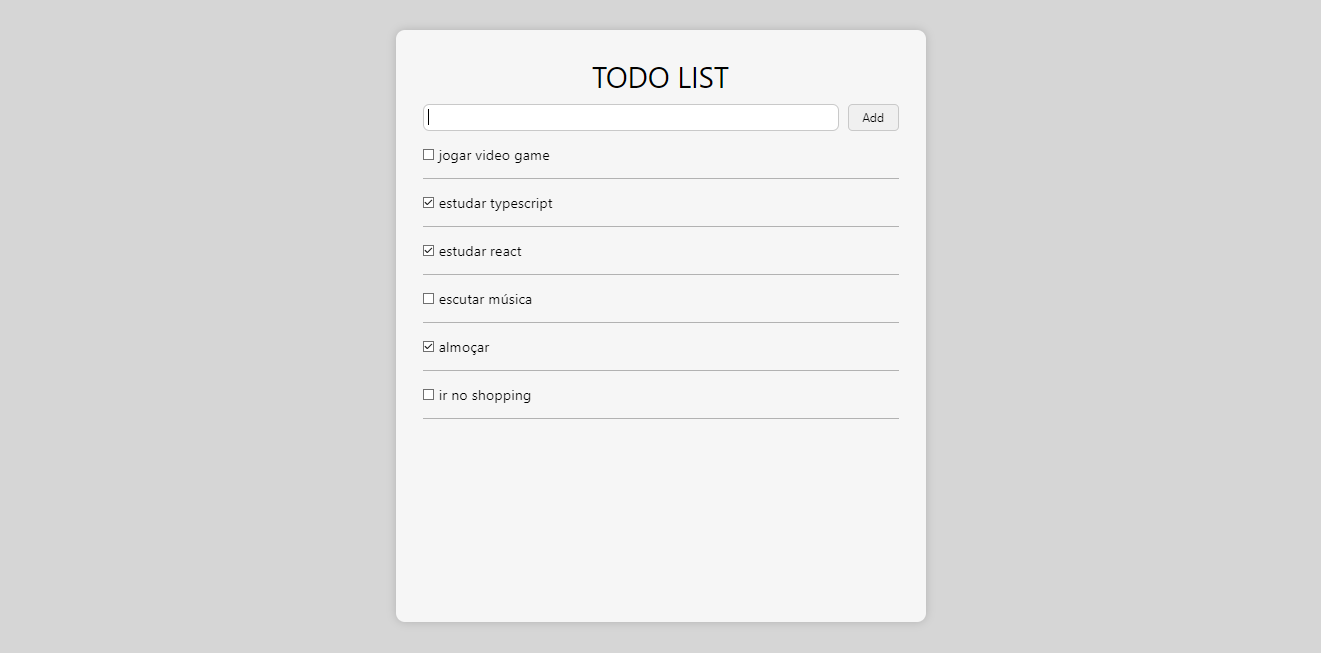 TODO LIST
Add
jogar video game
estudar typescript
estudar react
escutar música
almoçar
ir no shopping